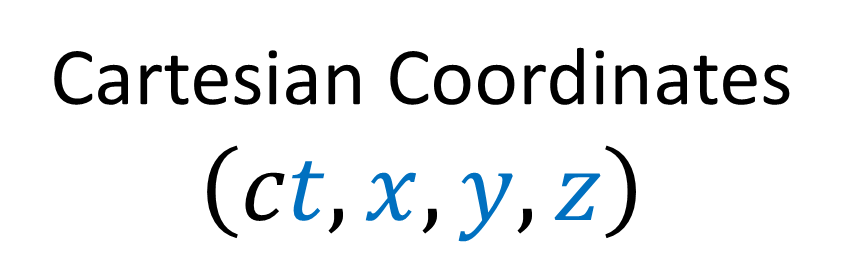 Cartesian Coordinates
(ct, x, y, z)